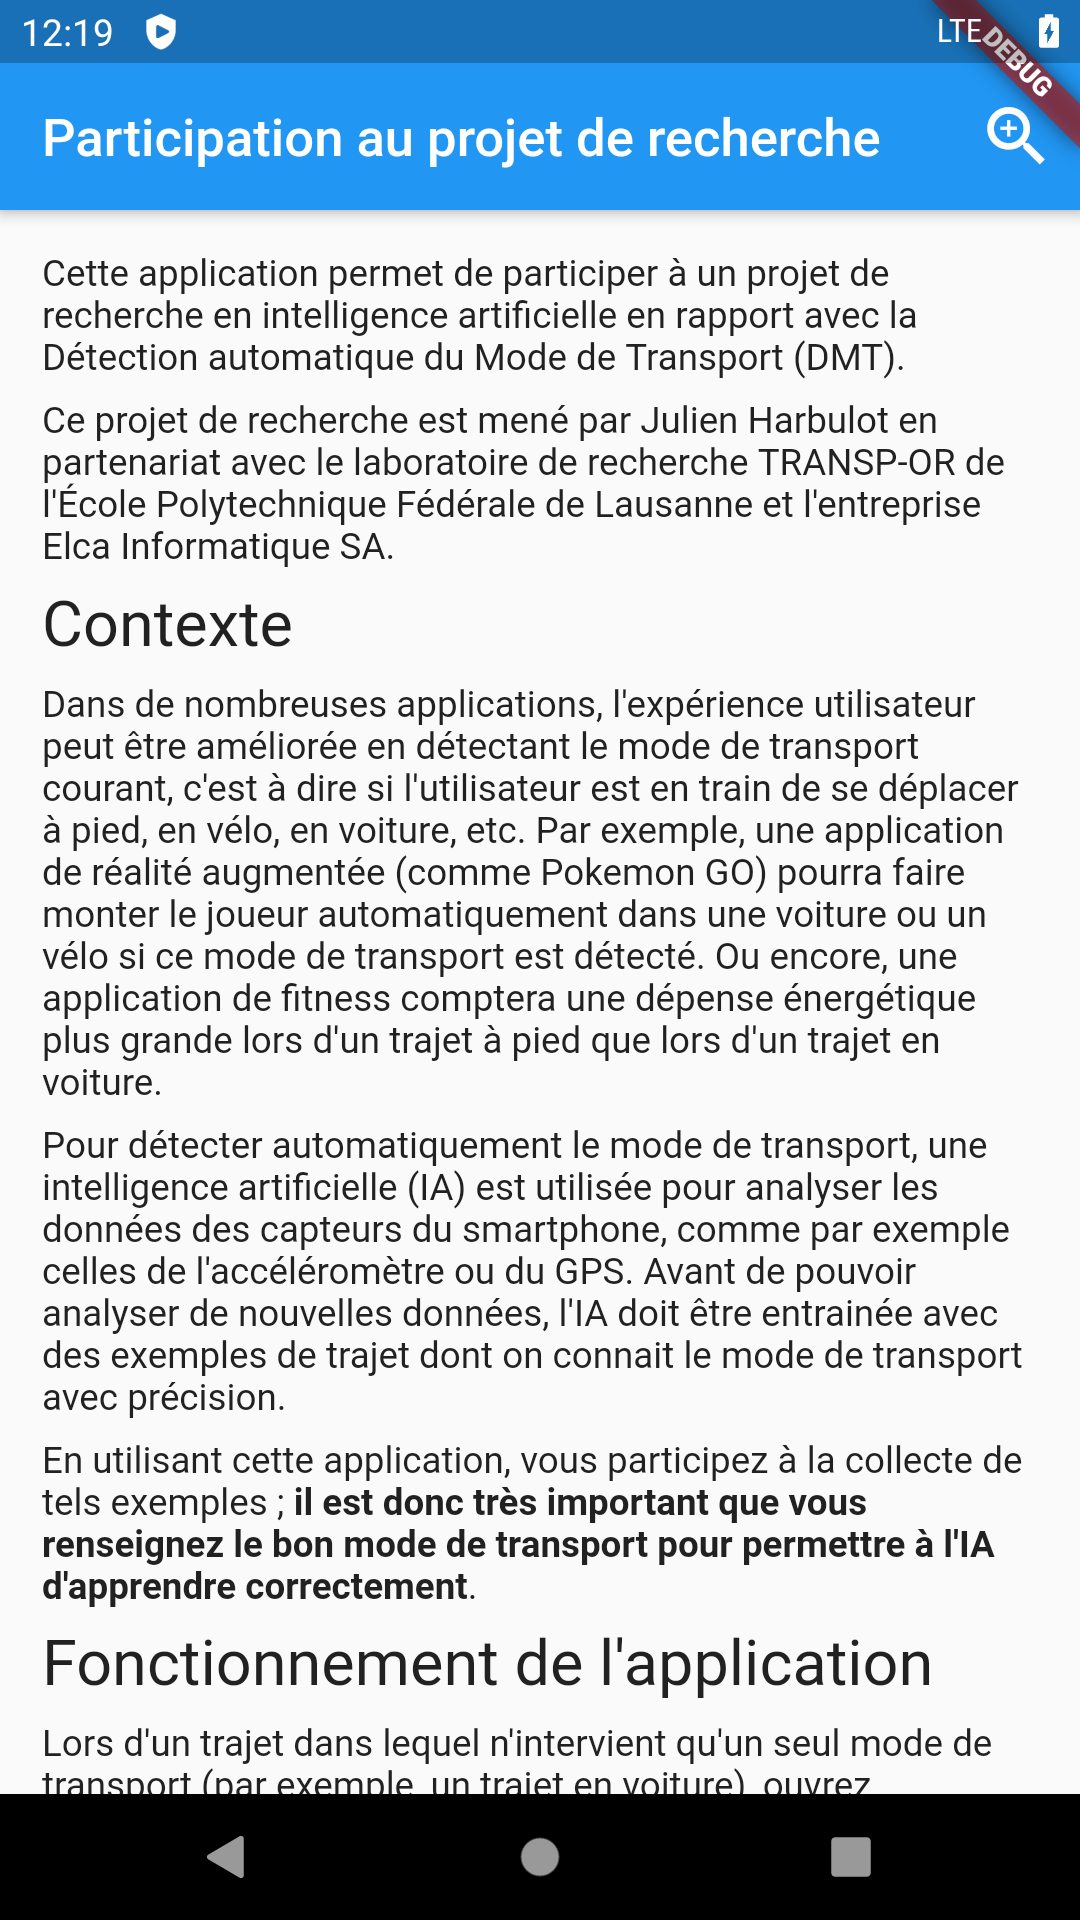 12:19
LTE
DEBUG
Participation au projet de recherche
Cette application permet de participer à un projet de
recherche en intelligence artificielle en rapport avec la
Détection automatique du Mode de Transport (DMT).
Ce projet de recherche est mené par Julien Harbulot en
partenariat avec le laboratoire de recherche TRANSP-OR de
l'École Polytechnique Fédérale de Lausanne et l'entreprise
Elca Informatique SA.
Contexte
Dans de nombreuses applications, l'expérience utilisateur
peut être améliorée en détectant le mode de transport
courant, c'est à dire si l'utilisateur est en train de se déplacer
à pied, en vélo, en voiture, etc. Par exemple, une application
de réalité augmentée (comme Pokemon GO) pourra faire
monter le joueur automatiquement dans une voiture ou un
vélo si ce mode de transport est détecté. Ou encore, une
application de fitness comptera une dépense énergétique
plus grande lors d'un trajet à pied que lors d'un trajet en
voiture.
Pour détecter automatiquement le mode de transport, une
intelligence artificielle (IA) est utilisée pour analyser les
données des capteurs du smartphone, comme par exemple
celles de l'accéléromètre ou du GPS. Avant de pouvoir
analyser de nouvelles données, l'IA doit être entrainée avec
des exemples de trajet dont on connait le mode de transport
avec précision.
En utilisant cette application, vous participez à la collecte de
tels exemples ; il est donc très important que vous
renseignez le bon mode de transport pour permettre à l'IA
d'apprendre correctement.
Fonctionnement de l'application
Lors d'un trajet dans lequel n'intervient qu'un seul mode de
transport (par exemple, un trajet en voiture), ouvrez